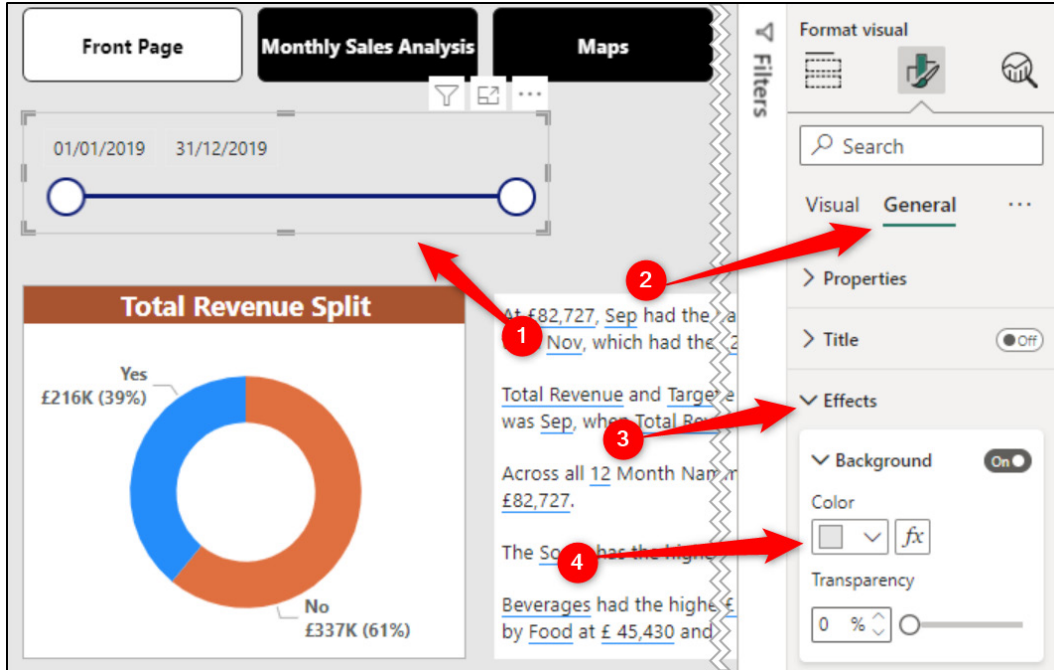 Front Page
Monthly Sales Analysis
Maps
01/01/2019 31/12/2019
Total Revenue Split
Yes
£216K (39%)
No
£337K (61%)
1
At £82,727, Sep had the
Nov, which had the
Total Revenue and Targe
was Sep, when Total Rev
Across all 12 Month Nam
£82,727.
The So has the high
Beverages had the highe £
by Food at £ 45,430 and
2
3
4
Filters
Format visual
Search
Visual General ...
Properties
Title Off
Effects
Background On
Color
fx
Transparency
0 %